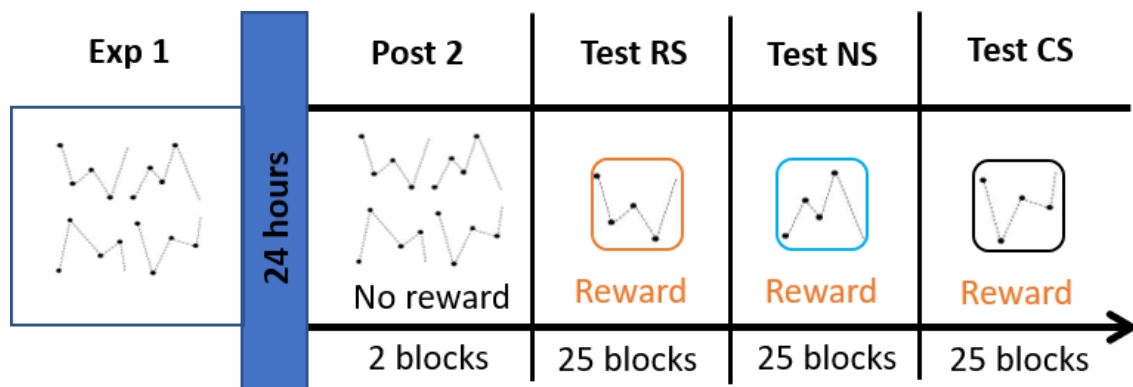 Exp 1
24 hours
Post 2
Test RS
Test NS
Test CS
No reward
Reward
Reward
Reward
2 blocks
25 blocks
25 blocks
25 blocks